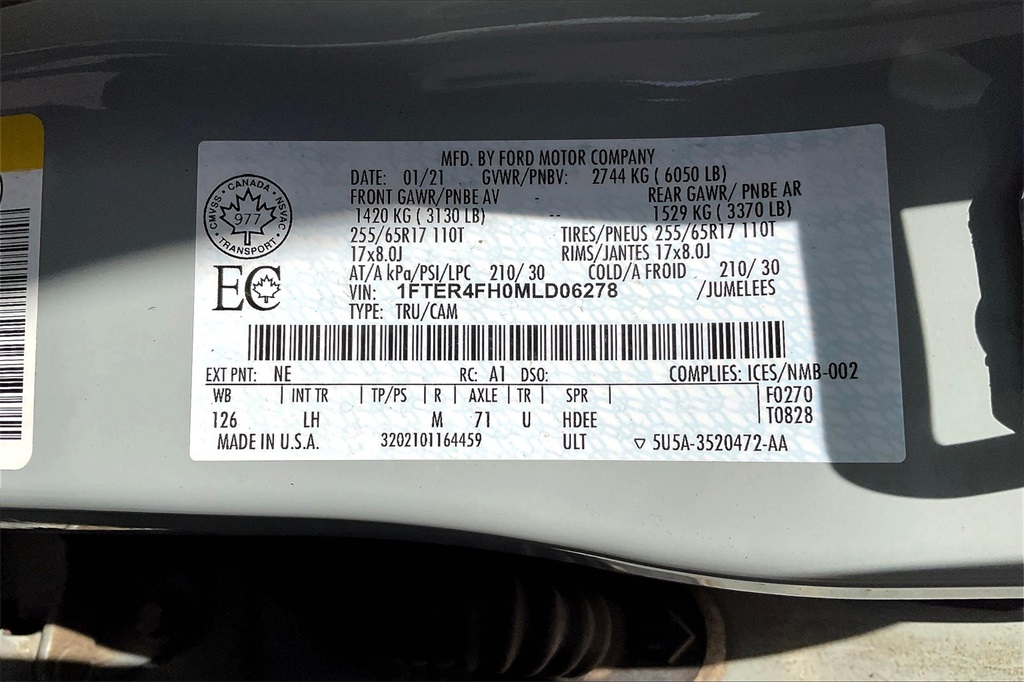 MFD. BY FORD MOTOR COMPANY
DATE: 01/21 GVWR/PNBV: 2744 KG ( 6050 LB)
FRONT GAWR/PNBE AV - REAR GAWR/ PNBE AR
1420 KG ( 3130 LB) -- 1529 KG ( 3370 LB)
255/65R17 110T TIRES/PNEUS 255/65R17 110T
17x8.0J RIMS/JANTES 17x8.0J
AT/A kPa/PSI/LPC 210/ 30 COLD/A FROID 210/ 30
VIN: 1FTER4FH0MLD06278 /JUMELEES
TYPE: TRU/CAM
CANADA
CMVSS NSVAC
977
TRANSPORT
EC
EXT PNT: NE RC: A1 DSO: COMPLIES: ICES/NMB-002
WB | INT TR | TP/PS | R | AXLE | TR | SPR | F0270
126 LH M 71 U HDEE T0828
MADE IN U.S.A. 3202101164459 ULT ▽ 5U5A-3520472-AA